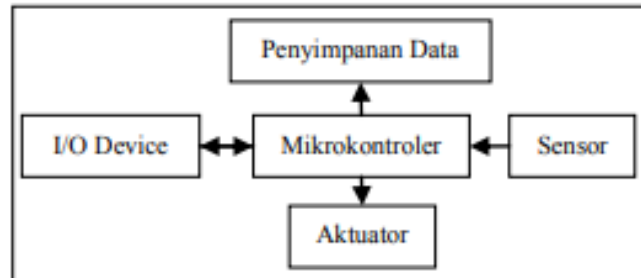 Penyimpanan Data
I/O Device
Mikrokontroler
Sensor
Aktuator